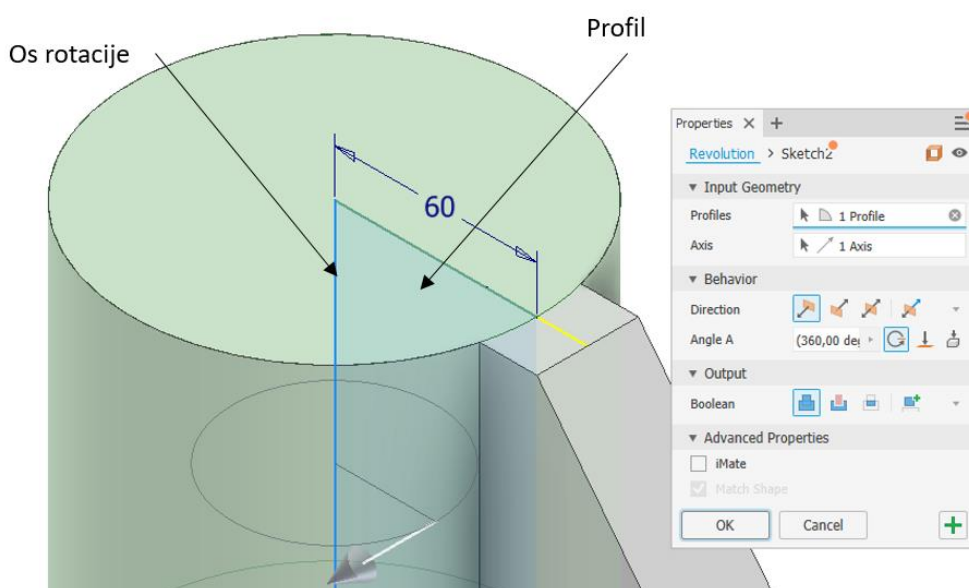 Os rotacije
Profil
60
Properties
Revolution > Sketch2
Input Geometry
Profiles 1 Profile
Axis 1 Axis
Behavior
Direction
Angle A (360,00 de
Output
Boolean
Advanced Properties
iMate
Match Shape
OK Cancel